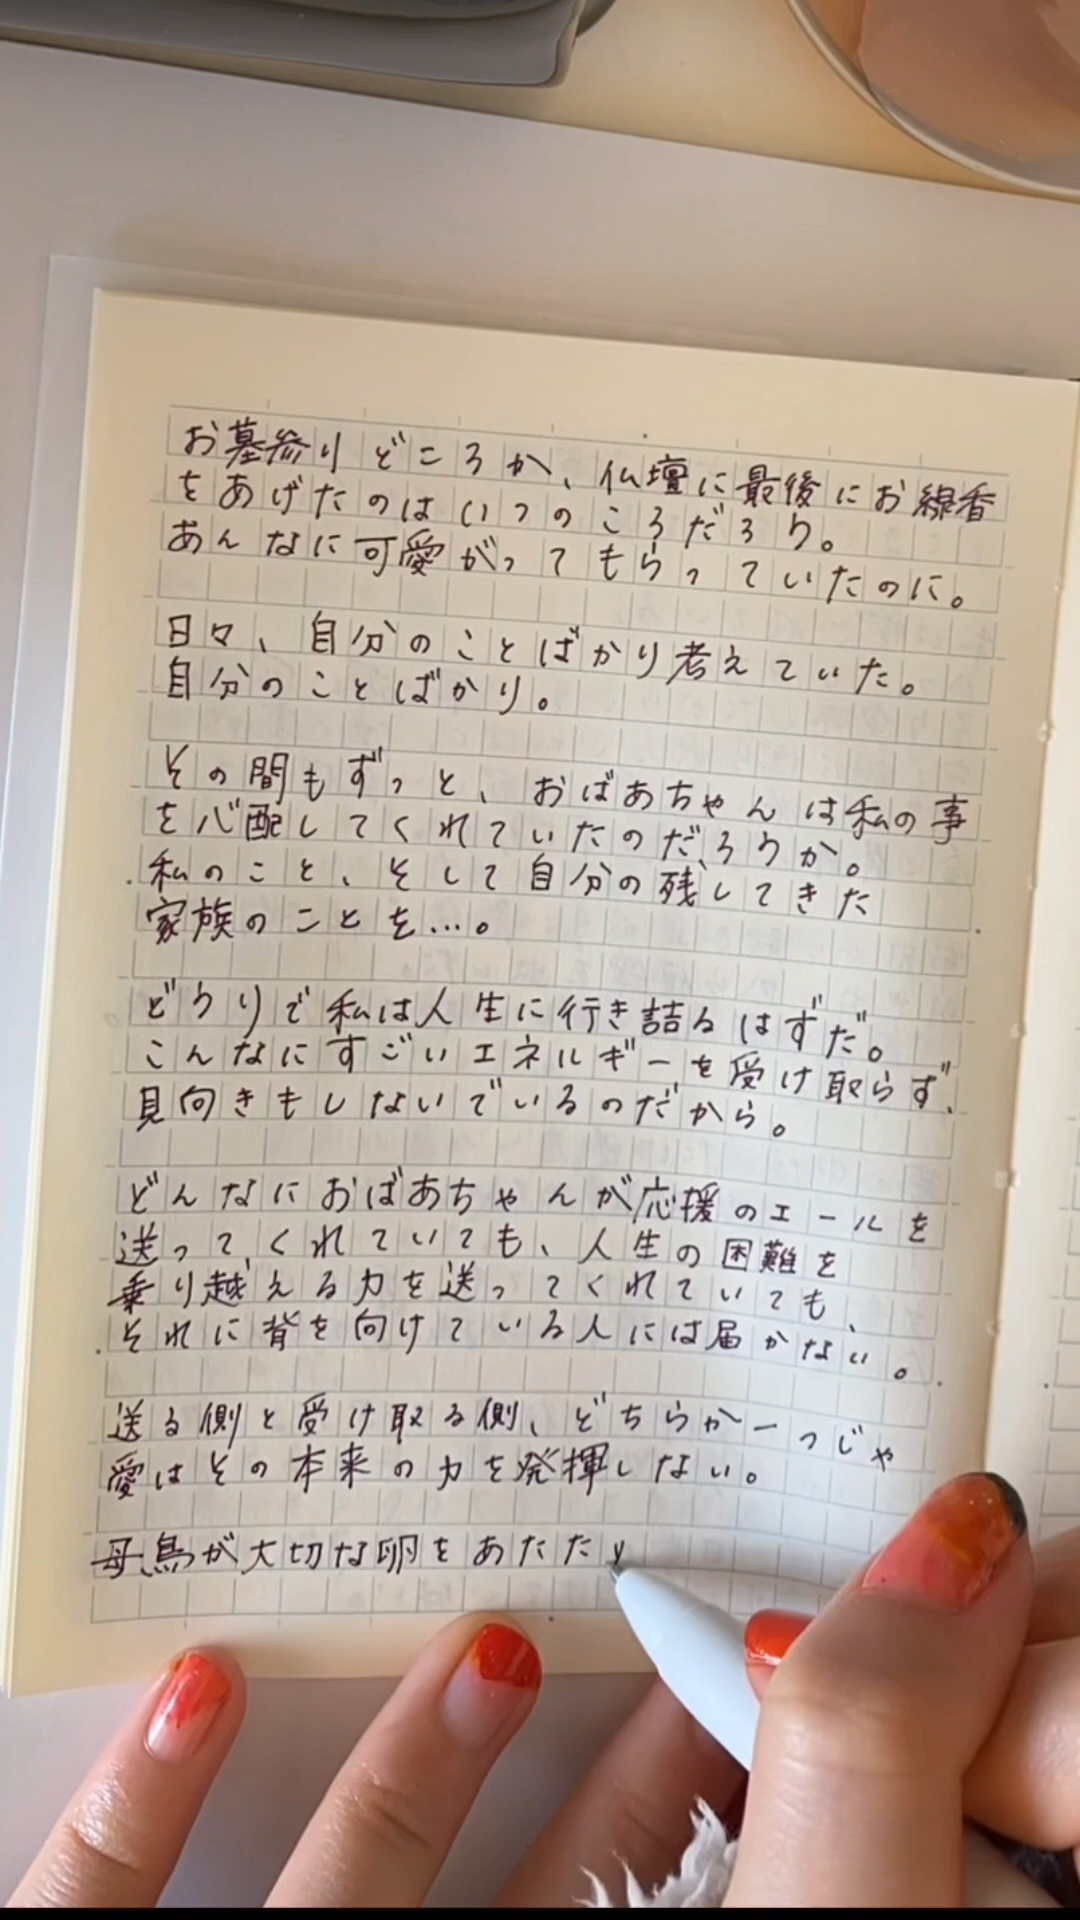 お墓参りどころか、仏壇に最後にお線香
をあげたのはいつのころだろう。
あんなに可愛がってもらっていたのに。
日々、自分のことばかり考えていた。
自分のことばかり。
その間もずっと、おばあちゃんは私の事
を心配してくれていたのだろうか。
私のこと、そして自分の残してきた
家族のことを…。
どうりで私は人生に行き詰るはずだ。
こんなにすごいエネルギーを受け取らず、
見向きもしないでいるのだから。
どんなにおばあちゃんが応援のエールを
送ってくれていても、人生の困難を
乗り越える力を送ってくれていても、
それに背を向けている人には届かない。
送る側と受け取る側、どちらか一つじゃ
愛はその本来の力を発揮しない。
母鳥が大切な卵をあたた